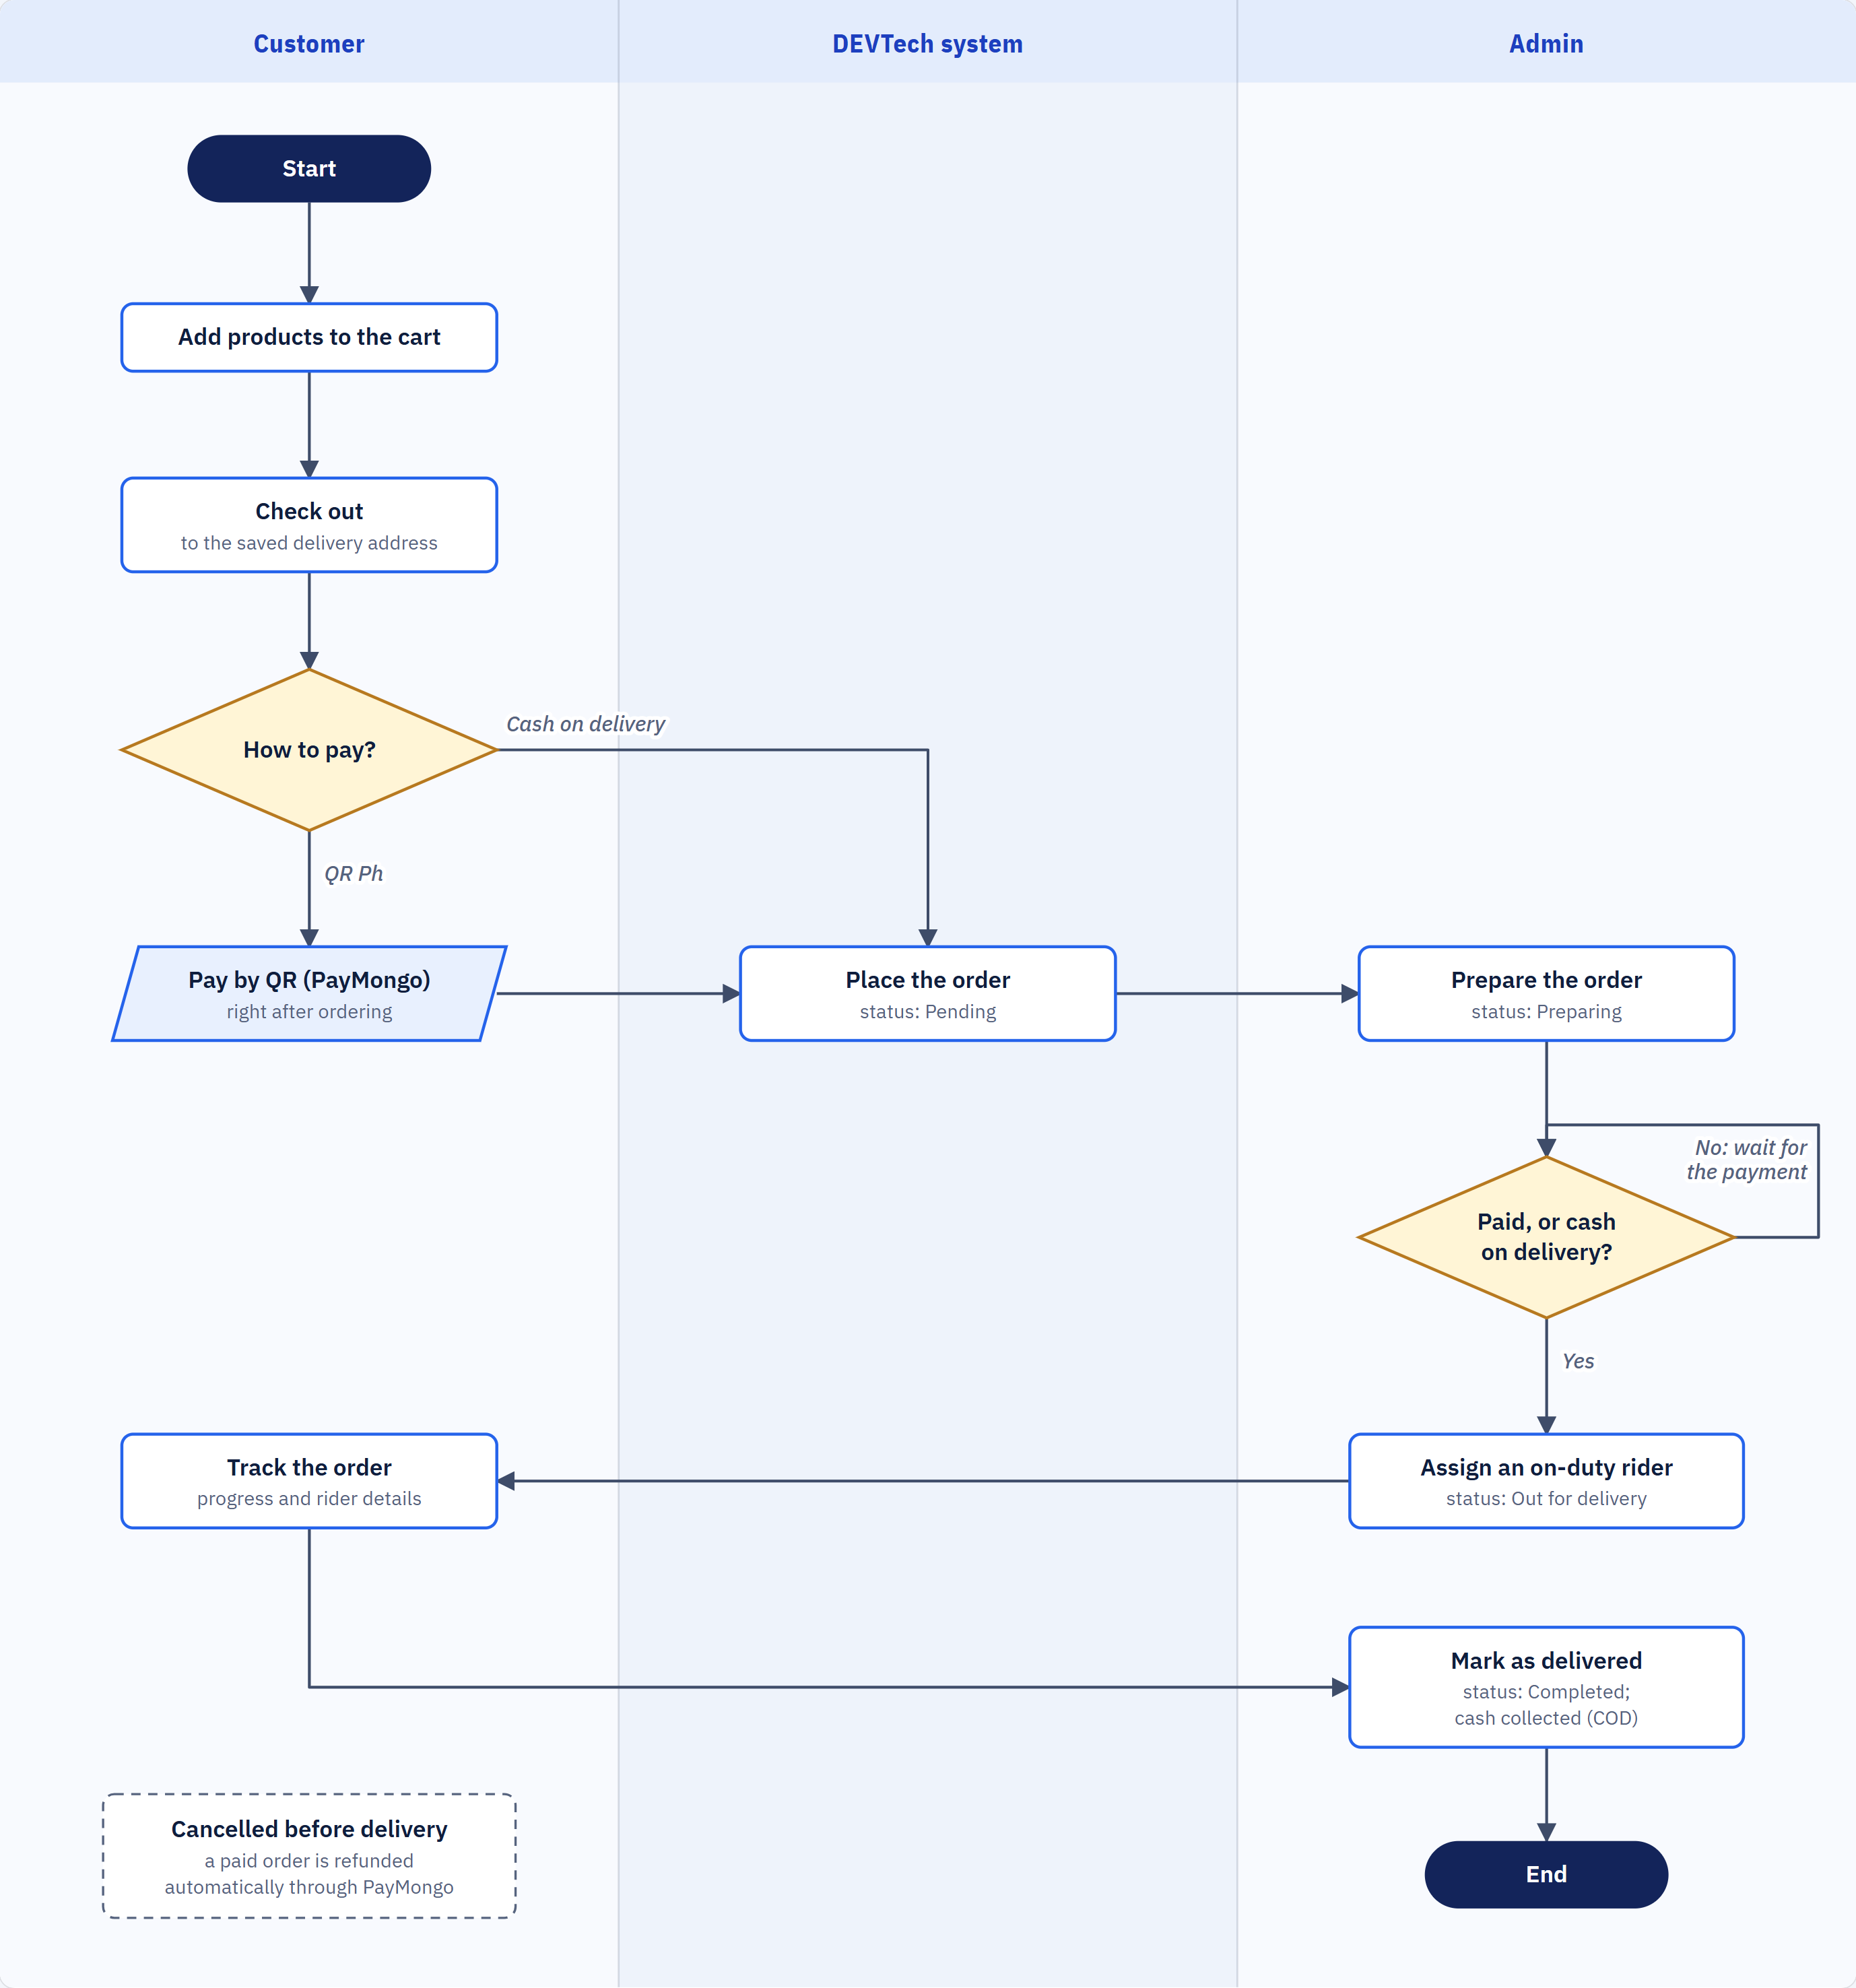 Customer
DEVTech system
Admin
Start
Add products to the cart
Check out
to the saved delivery address
How to pay?
Cash on delivery
QR Ph
Pay by QR (PayMongo)
right after ordering
Place the order
status: Pending
Prepare the order
status: Preparing
No: wait for
the payment
Paid, or cash
on delivery?
Yes
Track the order
progress and rider details
Assign an on-duty rider
status: Out for delivery
Mark as delivered
status: Completed;
cash collected (COD)
Cancelled before delivery
a paid order is refunded
automatically through PayMongo
End